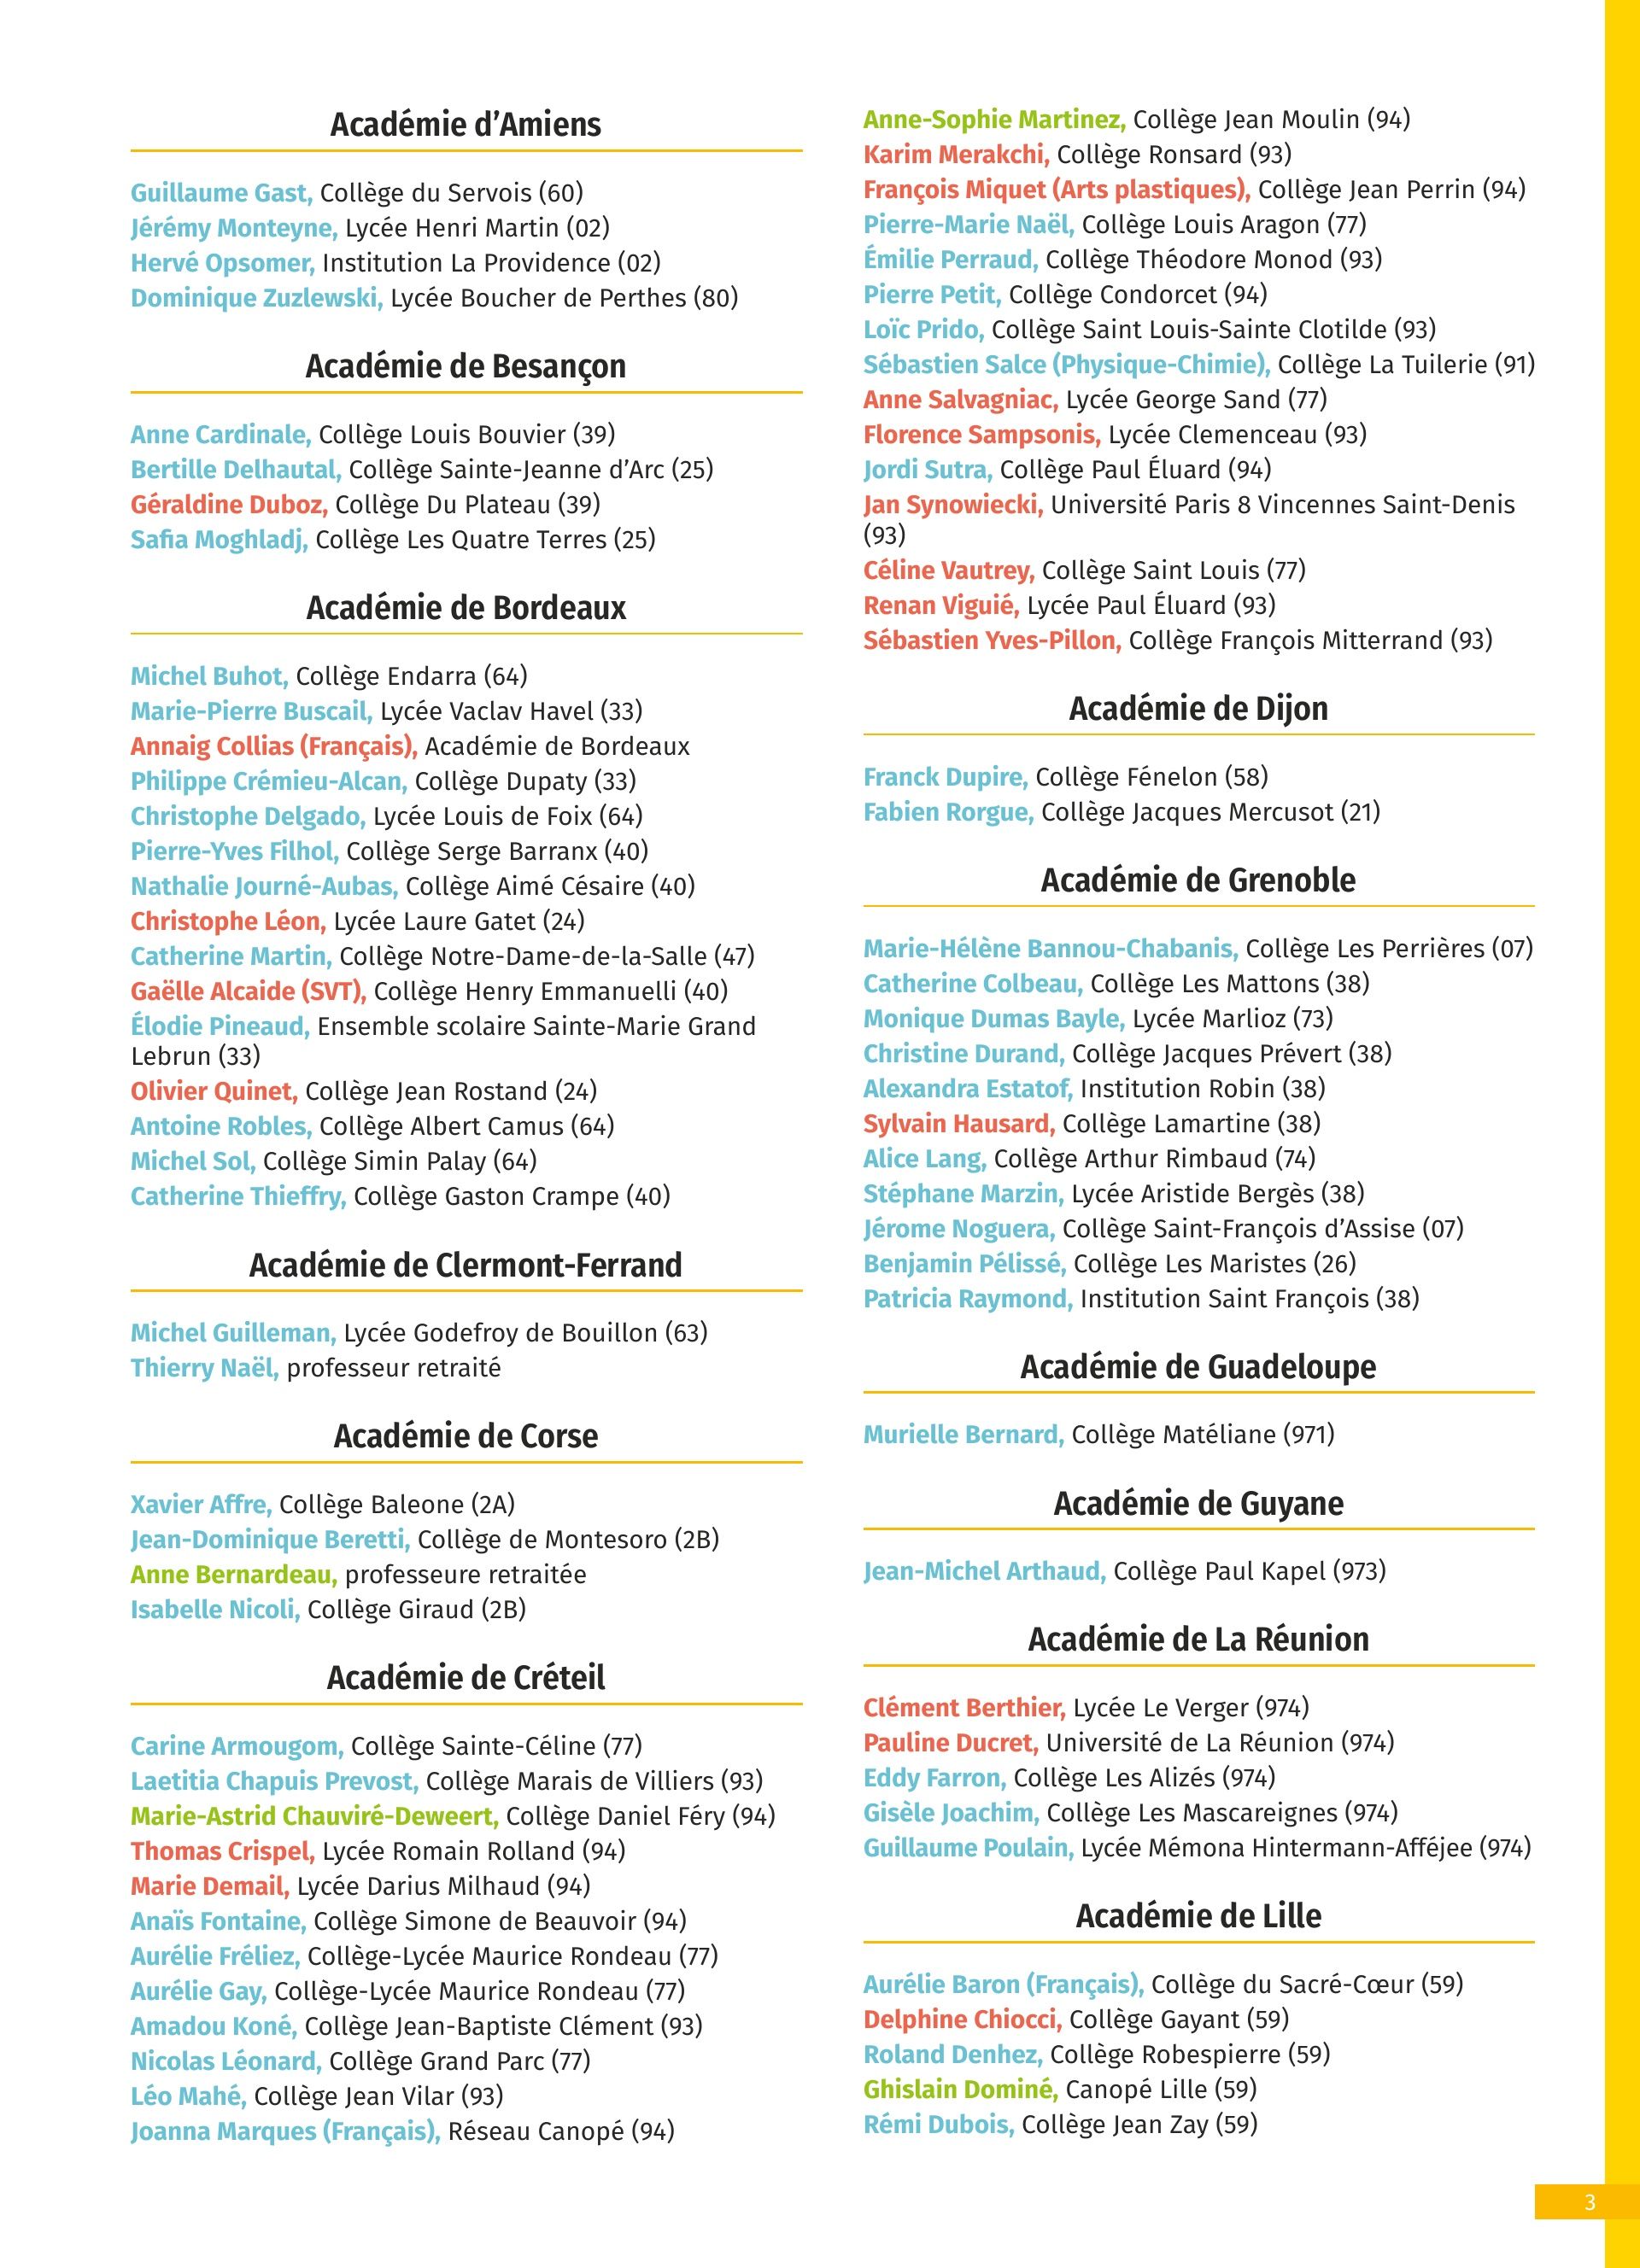 Académie d’Amiens
Guillaume Gast, Collège du Servois (60)
Jérémy Monteyne, Lycée Henri Martin (02)
Hervé Opsomer, Institution La Providence (02)
Dominique Zuzlewski, Lycée Boucher de Perthes (80)
Académie de Besançon
Anne Cardinale, Collège Louis Bouvier (39)
Bertille Delhautal, Collège Sainte-Jeanne d’Arc (25)
Géraldine Duboz, Collège Du Plateau (39)
Safia Moghladj, Collège Les Quatre Terres (25)
Académie de Bordeaux
Michel Buhot, Collège Endarra (64)
Marie-Pierre Buscail, Lycée Vaclav Havel (33)
Annaig Collias (Français), Académie de Bordeaux
Philippe Crémieu-Alcan, Collège Dupaty (33)
Christophe Delgado, Lycée Louis de Foix (64)
Pierre-Yves Filhol, Collège Serge Barranx (40)
Nathalie Journé-Aubas, Collège Aimé Césaire (40)
Christophe Léon, Lycée Laure Gatet (24)
Catherine Martin, Collège Notre-Dame-de-la-Salle (47)
Gaëlle Alcaide (SVT), Collège Henry Emmanuelli (40)
Élodie Pineaud, Ensemble scolaire Sainte-Marie Grand
Lebrun (33)
Olivier Quinet, Collège Jean Rostand (24)
Antoine Robles, Collège Albert Camus (64)
Michel Sol, Collège Simin Palay (64)
Catherine Thieffry, Collège Gaston Crampe (40)
Académie de Clermont-Ferrand
Michel Guilleman, Lycée Godefroy de Bouillon (63)
Thierry Naël, professeur retraité
Académie de Corse
Xavier Affre, Collège Baleone (2A)
Jean-Dominique Beretti, Collège de Montesoro (2B)
Anne Bernardeau, professeure retraitée
Isabelle Nicoli, Collège Giraud (2B)
Académie de Créteil
Carine Armougom, Collège Sainte-Céline (77)
Laetitia Chapuis Prevost, Collège Marais de Villiers (93)
Marie-Astrid Chauviré-Deweert, Collège Daniel Féry (94)
Thomas Crispel, Lycée Romain Rolland (94)
Marie Demail, Lycée Darius Milhaud (94)
Anaïs Fontaine, Collège Simone de Beauvoir (94)
Aurélie Fréliez, Collège-Lycée Maurice Rondeau (77)
Aurélie Gay, Collège-Lycée Maurice Rondeau (77)
Amadou Koné, Collège Jean-Baptiste Clément (93)
Nicolas Léonard, Collège Grand Parc (77)
Léo Mahé, Collège Jean Vilar (93)
Joanna Marques (Français), Réseau Canopé (94)
Anne-Sophie Martinez, Collège Jean Moulin (94)
Karim Merakchi, Collège Ronsard (93)
François Miquet (Arts plastiques), Collège Jean Perrin (94)
Pierre-Marie Naël, Collège Louis Aragon (77)
Émilie Perraud, Collège Théodore Monod (93)
Pierre Petit, Collège Condorcet (94)
Loïc Prido, Collège Saint Louis-Sainte Clotilde (93)
Sébastien Salce (Physique-Chimie), Collège La Tuilerie (91)
Anne Salvagniac, Lycée George Sand (77)
Florence Sampsonis, Lycée Clemenceau (93)
Jordi Sutra, Collège Paul Éluard (94)
Jan Synowiecki, Université Paris 8 Vincennes Saint-Denis
(93)
Céline Vautrey, Collège Saint Louis (77)
Renan Viguié, Lycée Paul Éluard (93)
Sébastien Yves-Pillon, Collège François Mitterrand (93)
Académie de Dijon
Franck Dupire, Collège Fénelon (58)
Fabien Rorgue, Collège Jacques Mercusot (21)
Académie de Grenoble
Marie-Hélène Bannou-Chabanis, Collège Les Perrières (07)
Catherine Colbeau, Collège Les Mattons (38)
Monique Dumas Bayle, Lycée Marlioz (73)
Christine Durand, Collège Jacques Prévert (38)
Alexandra Estatof, Institution Robin (38)
Sylvain Hausard, Collège Lamartine (38)
Alice Lang, Collège Arthur Rimbaud (74)
Stéphane Marzin, Lycée Aristide Bergès (38)
Jérome Noguera, Collège Saint-François d’Assise (07)
Benjamin Pélissé, Collège Les Maristes (26)
Patricia Raymond, Institution Saint François (38)
Académie de Guadeloupe
Murielle Bernard, Collège Matéliane (971)
Académie de Guyane
Jean-Michel Arthaud, Collège Paul Kapel (973)
Académie de La Réunion
Clément Berthier, Lycée Le Verger (974)
Pauline Ducret, Université de La Réunion (974)
Eddy Farron, Collège Les Alizés (974)
Gisèle Joachim, Collège Les Mascareignes (974)
Guillaume Poulain, Lycée Mémona Hintermann-Afféjee (974)
Académie de Lille
Aurélie Baron (Français), Collège du Sacré-Cœur (59)
Delphine Chiocci, Collège Gayant (59)
Roland Denhez, Collège Robespierre (59)
Ghislain Dominé, Canopé Lille (59)
Rémi Dubois, Collège Jean Zay (59)
3